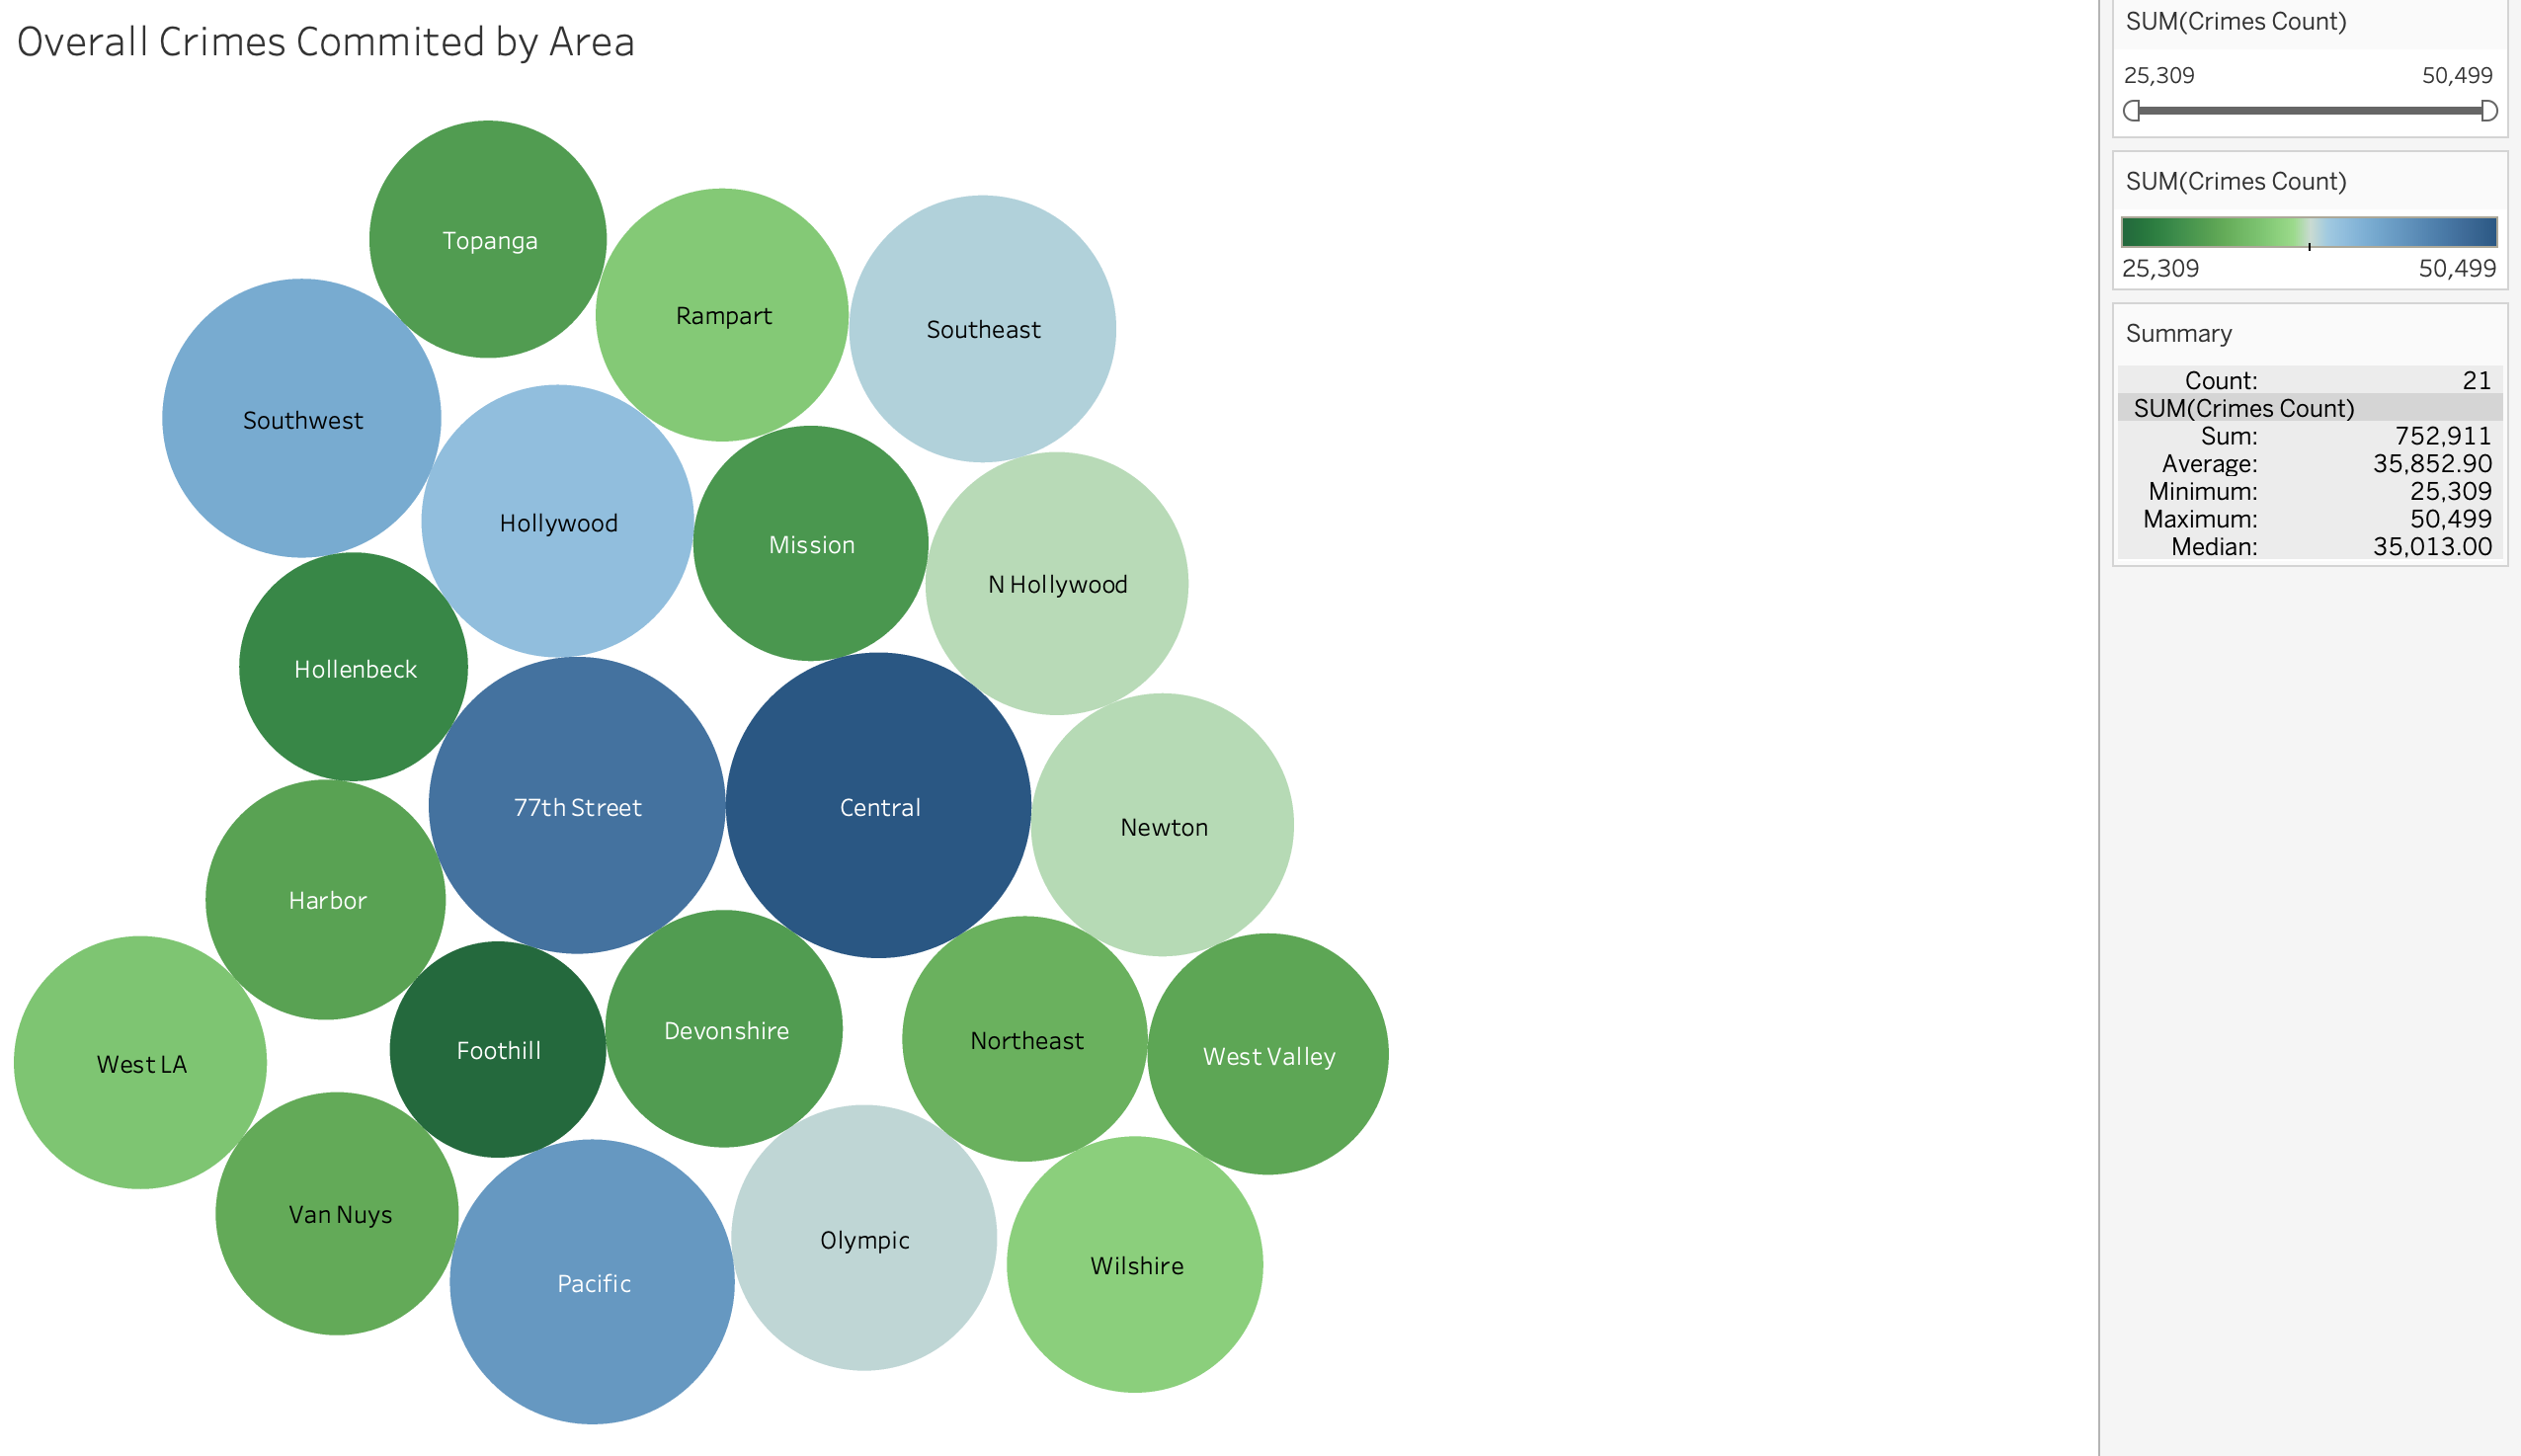 Overall Crimes Commited by Area
Topanga
Rampart
Southeast
Southwest
Hollywood
Mission
N Hollywood
Hollenbeck
77th Street
Central
Newton
Harbor
Devonshire
Northeast
West Valley
West LA
Foothill
Van Nuys
Pacific
Olympic
Wilshire
SUM(Crimes Count)
25,309 50,499
SUM(Crimes Count)
25,309 50,499
Summary
Count: 21
SUM(Crimes Count)
Sum: 752,911
Average: 35,852.90
Minimum: 25,309
Maximum: 50,499
Median: 35,013.00